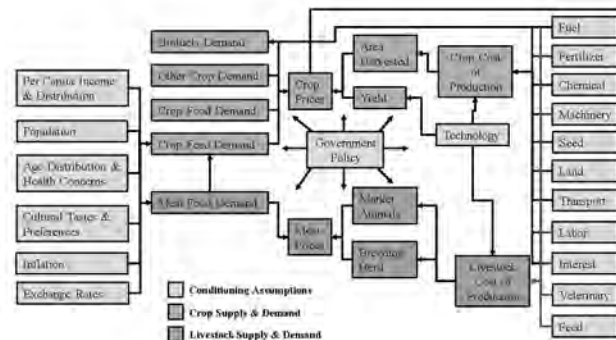 Biofuels Demand
Other Crop Demand
Crop Food Demand
Crop Feed Demand
Meat Food Demand
Per Capita Income
& Distribution
Population
Age Distribution &
Health Concerns
Cultural Tastes &
Preferences
Inflation
Exchange Rates
Crop
Prices
Meat
Prices
Area
Harvested
Yield
Government
Policy
Market
Animals
Breeding
Herd
Crop Cost
of
Production
Technology
Livestock
Cost of
Production
Fuel
Fertilizer
Chemical
Machinery
Seed
Land
Transport
Labor
Interest
Veterinary
Feed
Conditioning Assumptions
Crop Supply & Demand
Livestock Supply & Demand